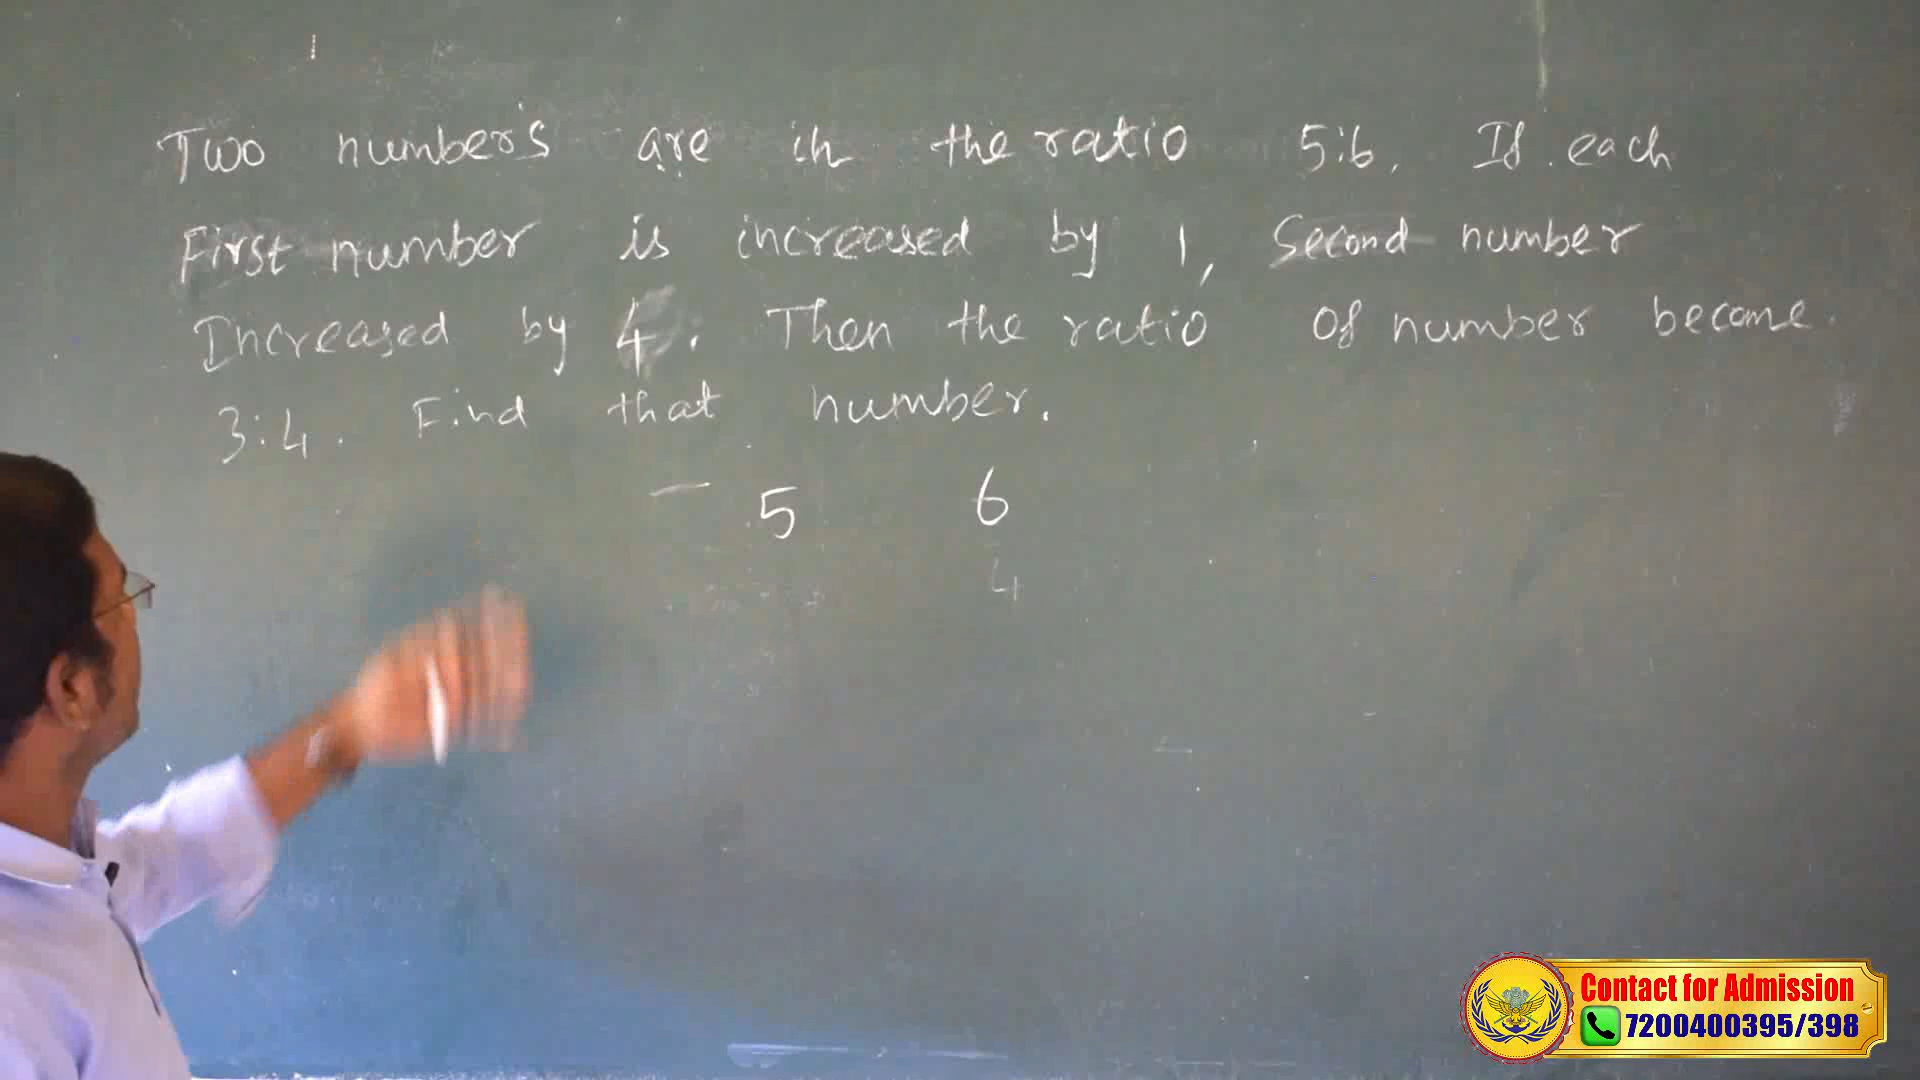 Two numbers are in the ratio 5:6. If each
First number is increased by 1, Second number
Increased by 4. Then the ratio of number become
3:4. Find that number.
5 6
4
Contact for Admission
7200400395/398